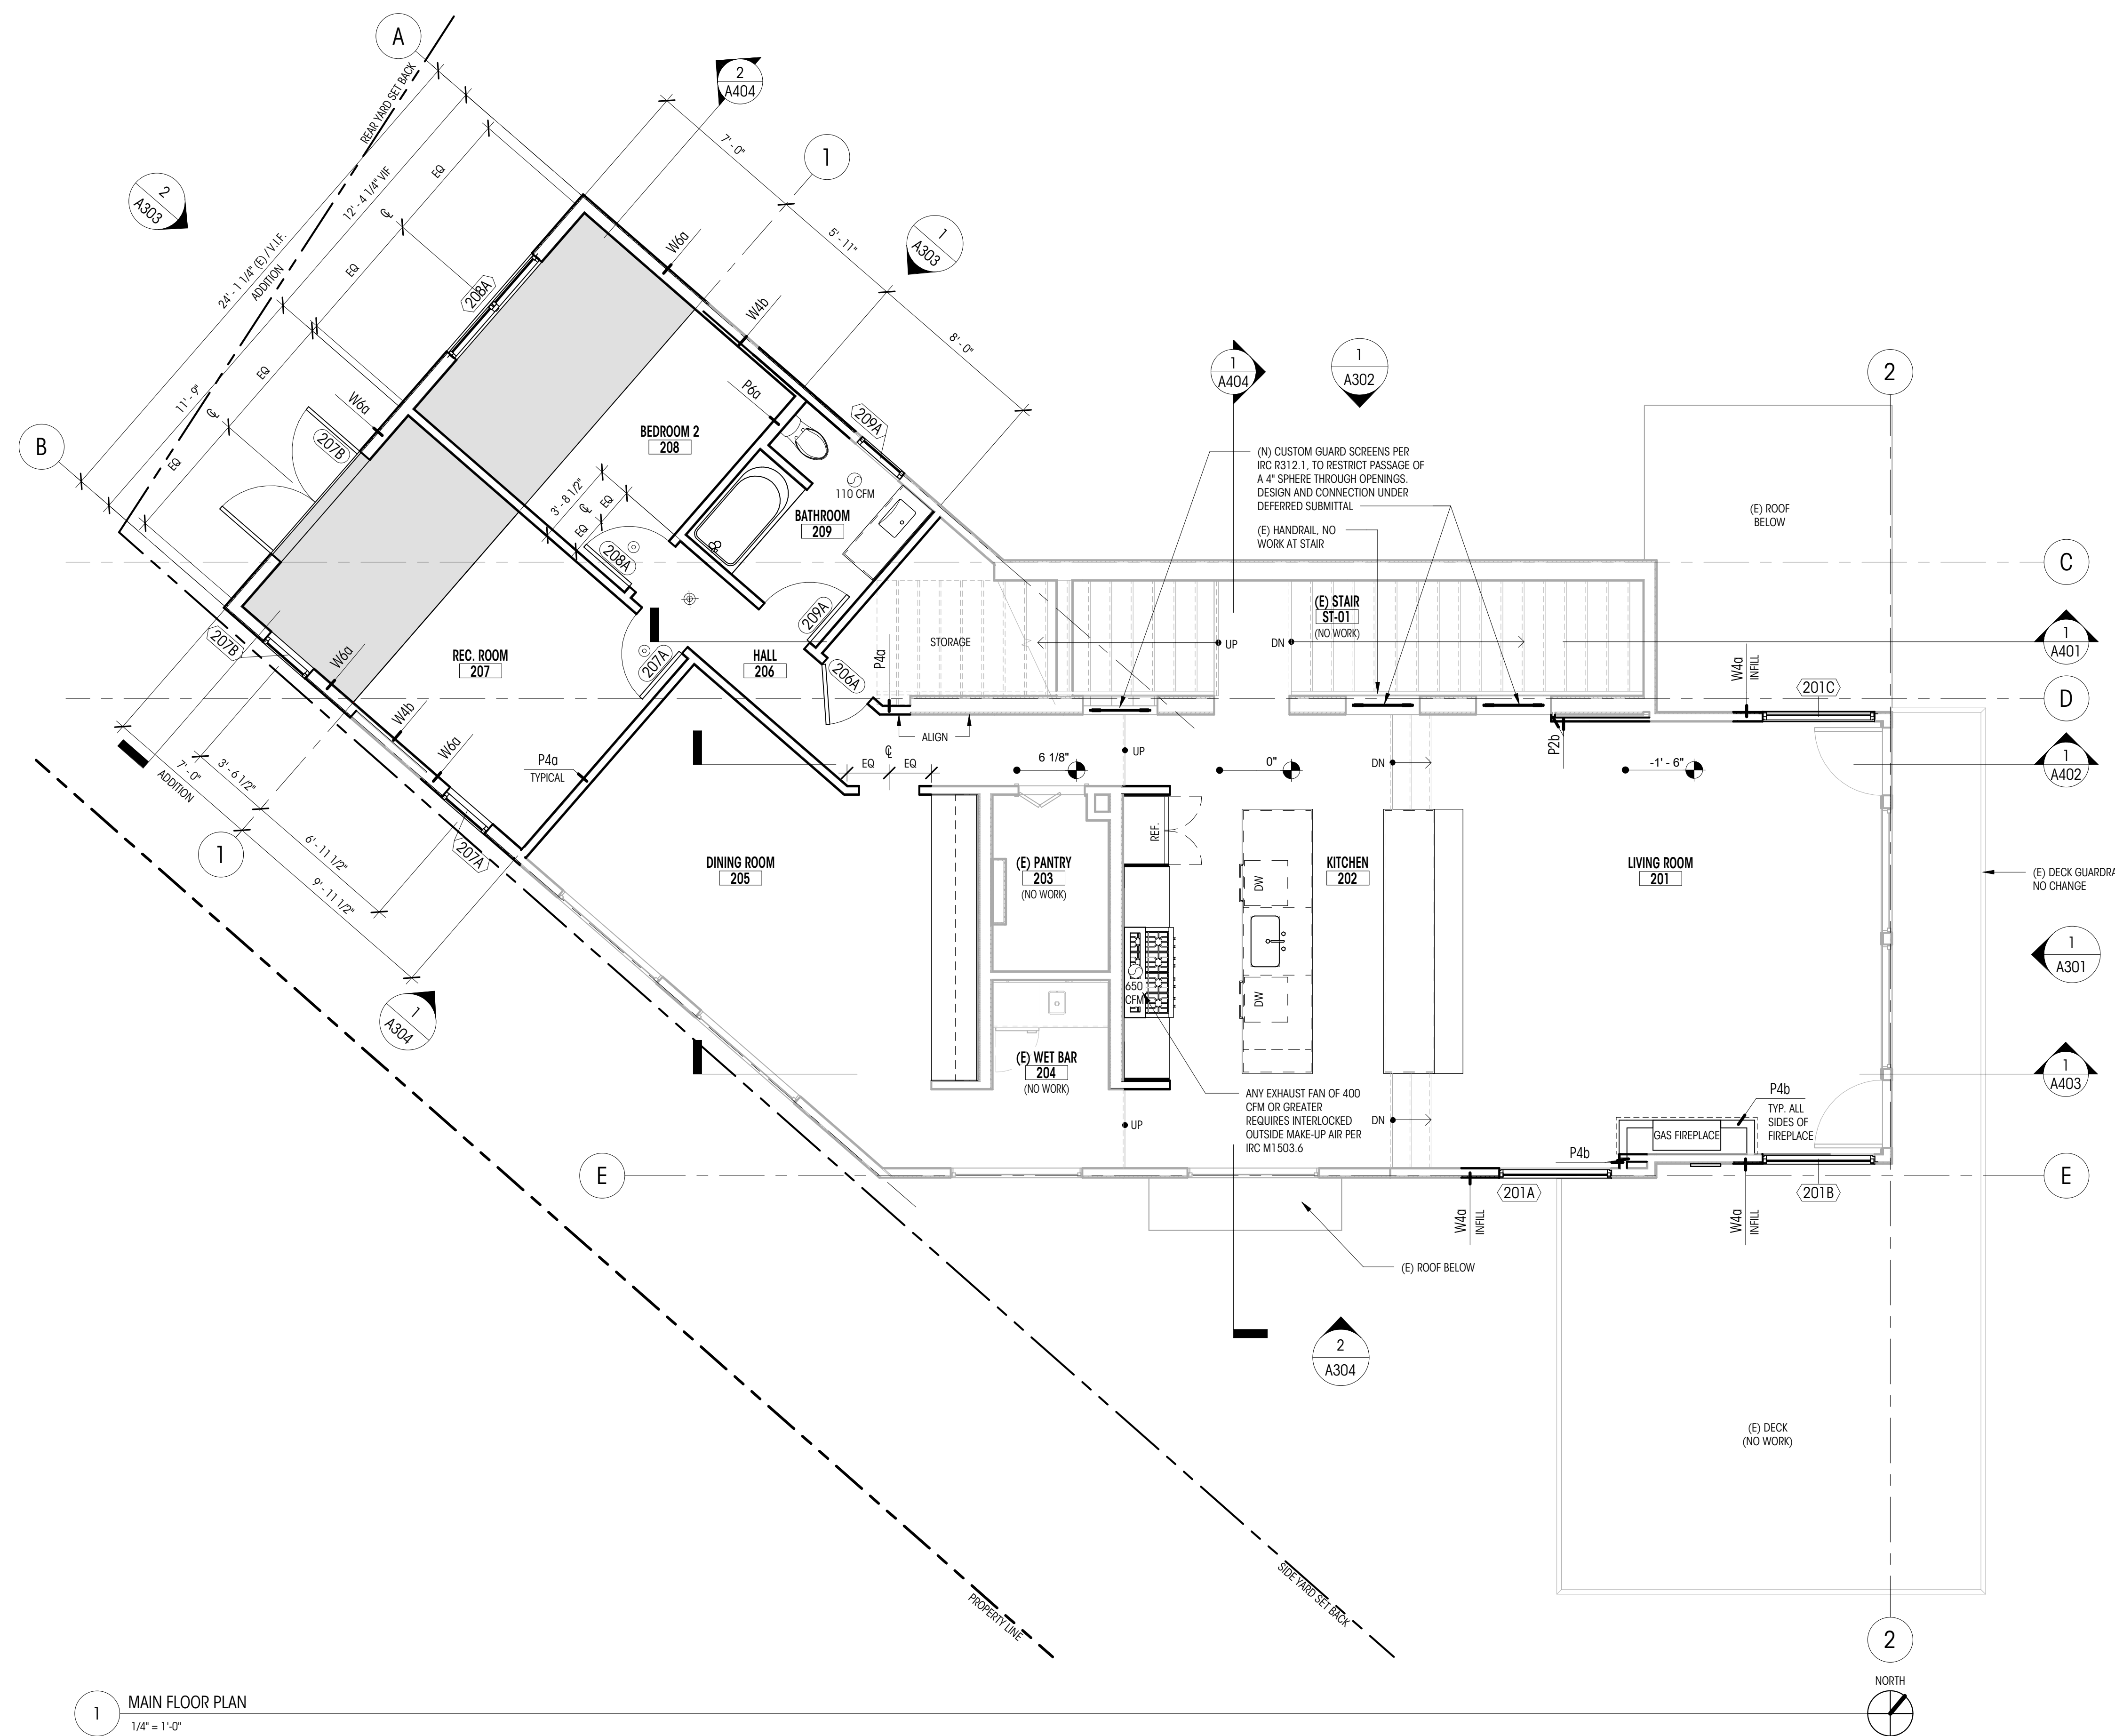 A
2
A404
REAR YARD SET BACK
7' - 0"
1
EQ
12' - 4 1/4" VIF
2
A303
24' - 1 1/4" (E) / V.I.F.
ADDITION
EQ
W6a
5' - 11"
1
A303
208A
W4b
8' - 0"
11' - 9"
EQ
W6a
P6a
1
A404
1
A302
2
207B
BEDROOM 2
208
209A
B
EQ
3' - 8 1/2"
EQ
EQ
110 CFM
BATHROOM
209
(N) CUSTOM GUARD SCREENS PER
IRC R312.1, TO RESTRICT PASSAGE OF
A 4" SPHERE THROUGH OPENINGS.
DESIGN AND CONNECTION UNDER
DEFERRED SUBMITTAL
(E) HANDRAIL, NO
WORK AT STAIR
(E) ROOF
BELOW
208A
C
209A
(E) STAIR
ST-01
(NO WORK)
207B
W6a
REC. ROOM
207
207A
HALL
206
206A
P4a
STORAGE
UP
DN
1
A401
W4a
INFILL
201C
D
W4b
W6a
ALIGN
P4a
TYPICAL
EQ
EQ
6 1/8"
UP
0"
DN
P2b
-1' - 6"
1
A402
7' - 0"
ADDITION
3' - 6 1/2"
1
6' - 11 1/2"
9' - 11 1/2"
207A
REF.
DINING ROOM
205
(E) PANTRY
203
(NO WORK)
DW
KITCHEN
202
LIVING ROOM
201
(E) DECK GUARDRA
NO CHANGE
1
A301
1
A304
650
CFM
DW
(E) WET BAR
204
(NO WORK)
1
A403
ANY EXHAUST FAN OF 400
CFM OR GREATER
REQUIRES INTERLOCKED
OUTSIDE MAKE-UP AIR PER
IRC M1503.6
UP
DN
P4b
TYP. ALL
SIDES OF
FIREPLACE
GAS FIREPLACE
P4b
E
E
201A
201B
W4a
INFILL
W4a
INFILL
(E) ROOF BELOW
2
A304
(E) DECK
(NO WORK)
SIDE YARD SET BACK
PROPERTY LINE
2
NORTH
1
MAIN FLOOR PLAN
1/4" = 1'-0"